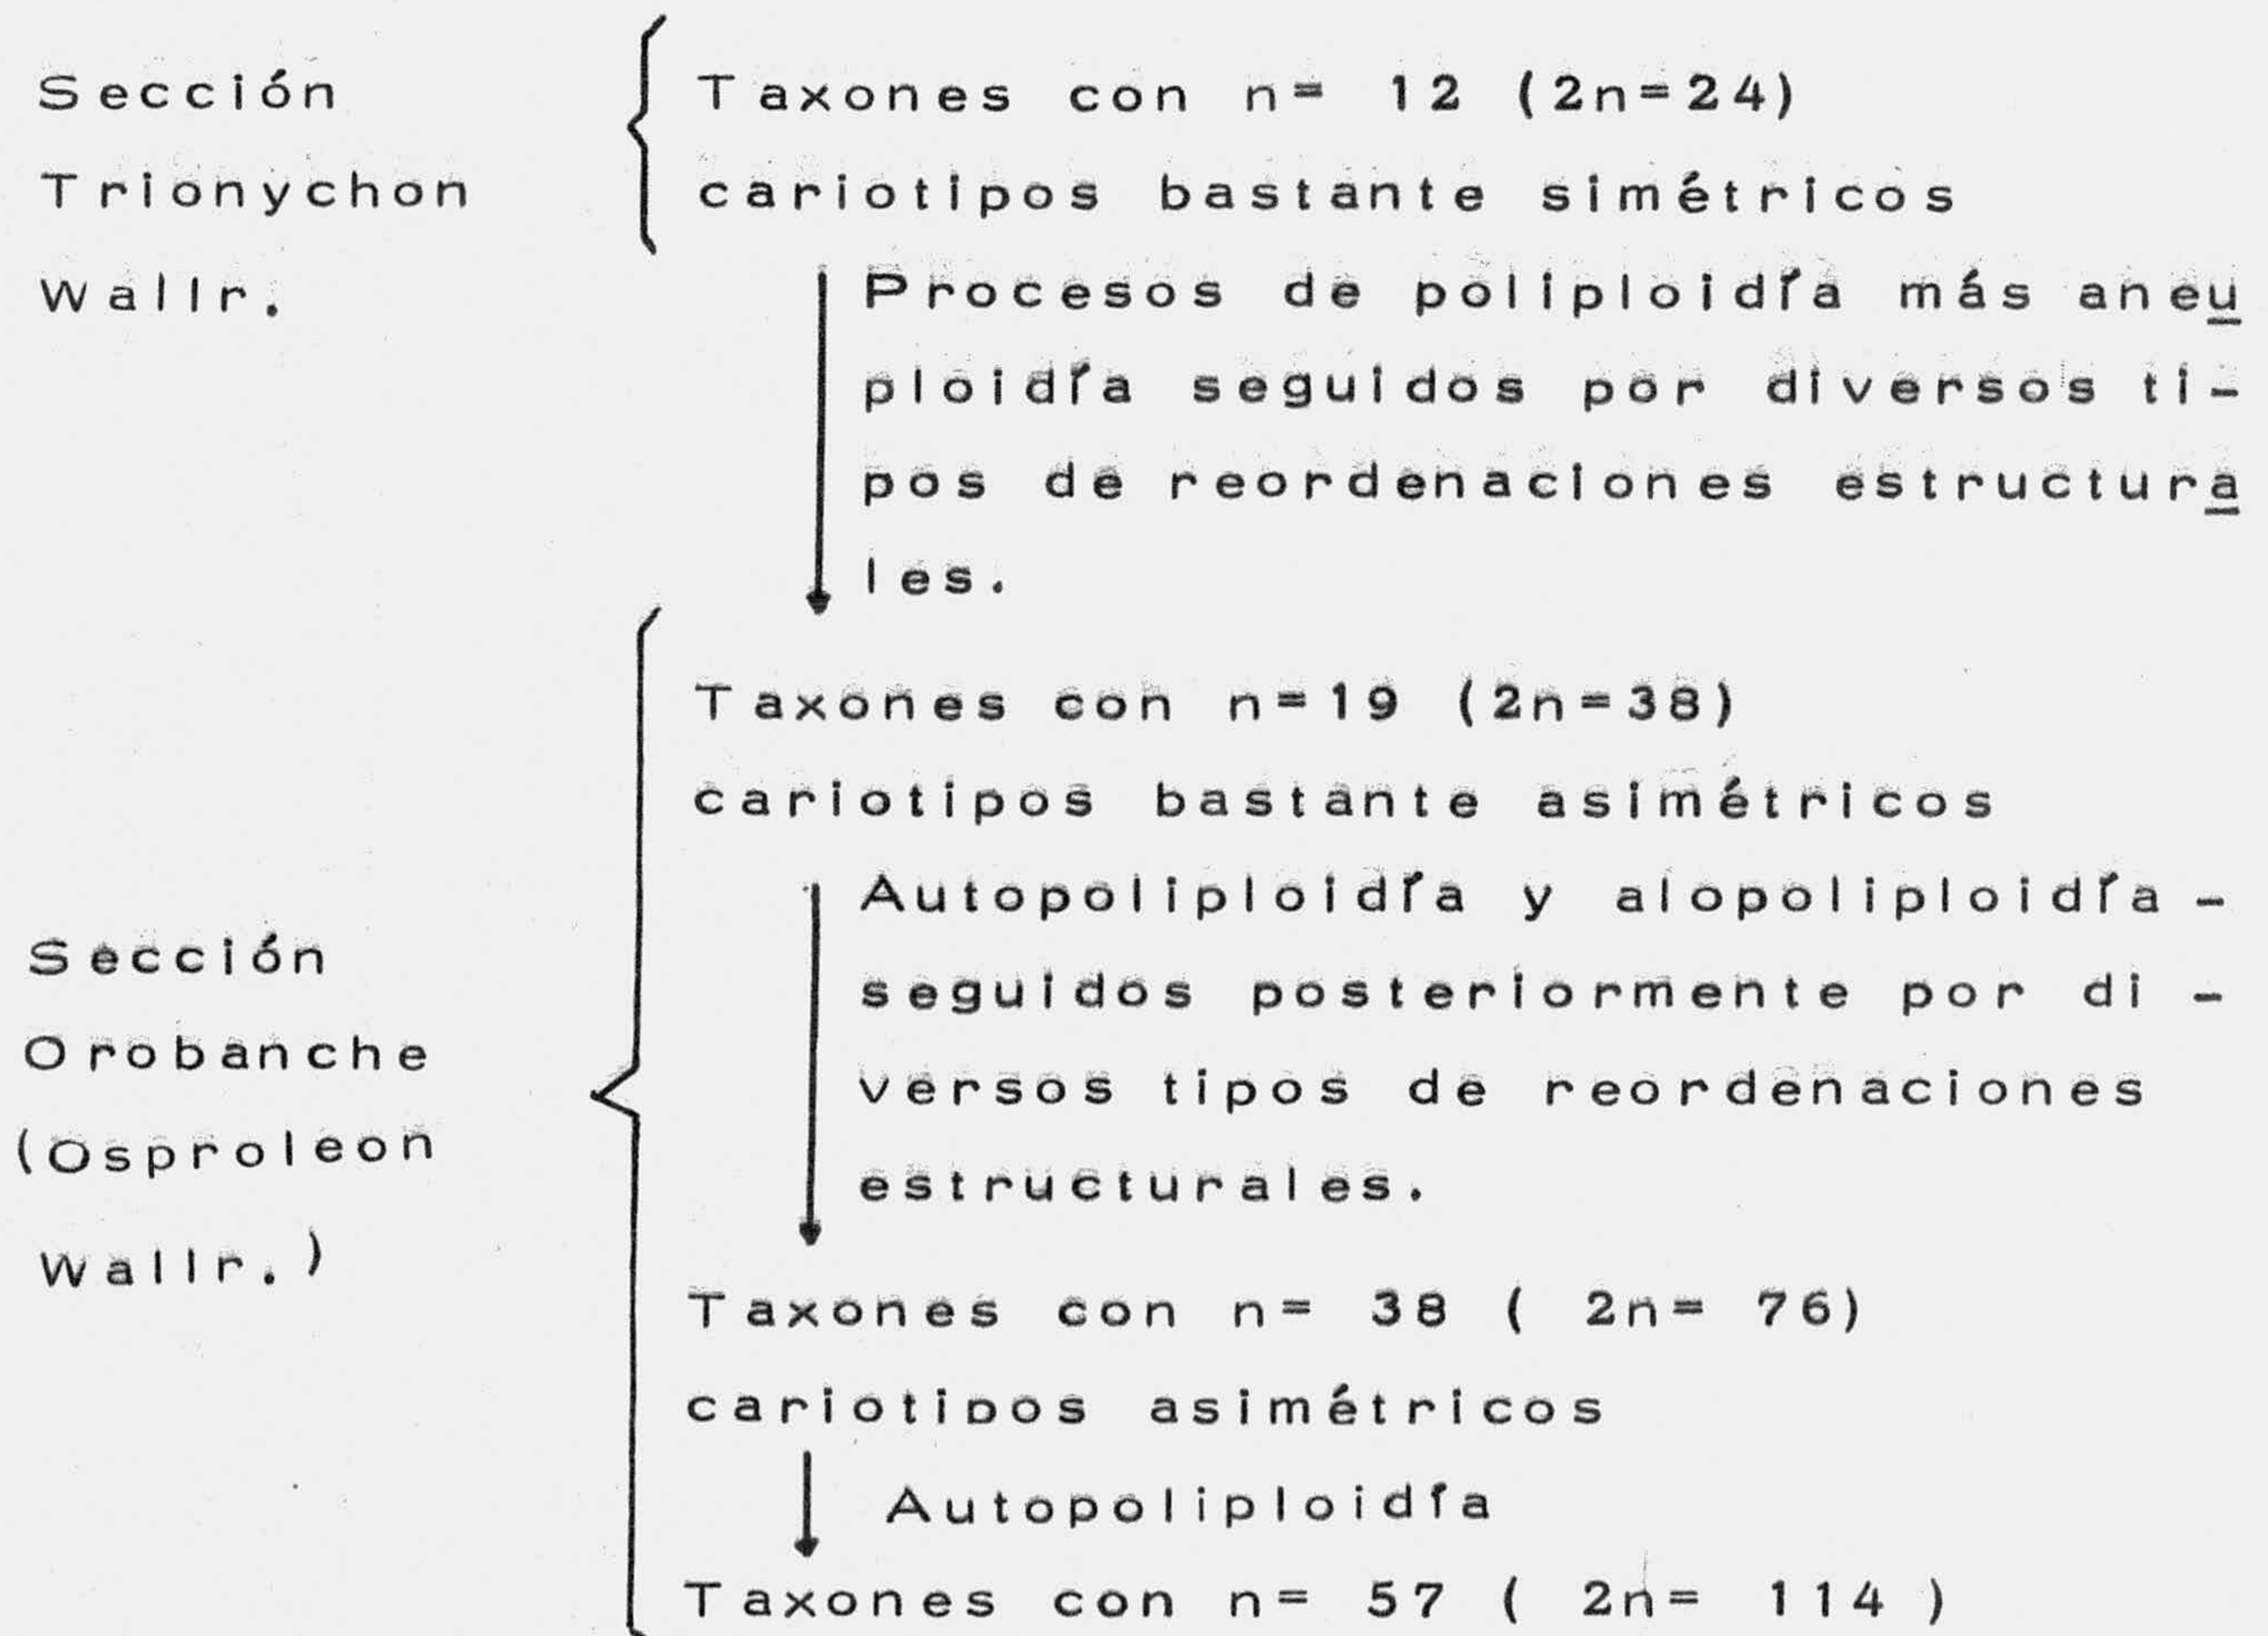 Sección
Trionychon
Wallr.
Taxones con n= 12 (2n=24)
cariotipos bastante simétricos
Procesos de poliploidía más aneu
ploidía seguidos por diversos ti-
pos de reordenaciones estructura
les.
Sección
Orobanche
(Osproleon
Wallr.)
Taxones con n=19 (2n=38)
cariotipos bastante asimétricos
Autopoliploidía y alopoliploidía-
seguidos posteriormente por di -
versos tipos de reordenaciones
estructurales.
Taxones con n= 38 ( 2n= 76)
cariotipos asimétricos
Autopoliploidía
Taxones con n= 57 ( 2n= 114 )